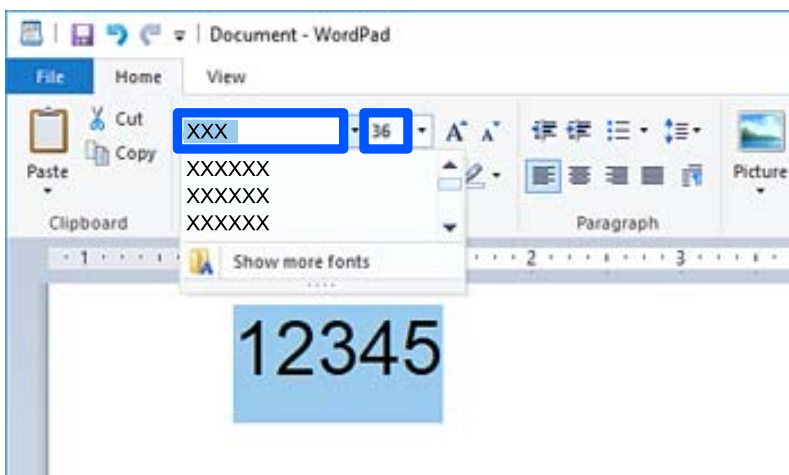 Document - WordPad
File Home View
Cut
XXX 36 A A
Copy
Paste
XXXXXX
Picture
XXXXXX
Clipboard XXXXXX Paragraph
1 2 3
Show more fonts
12345